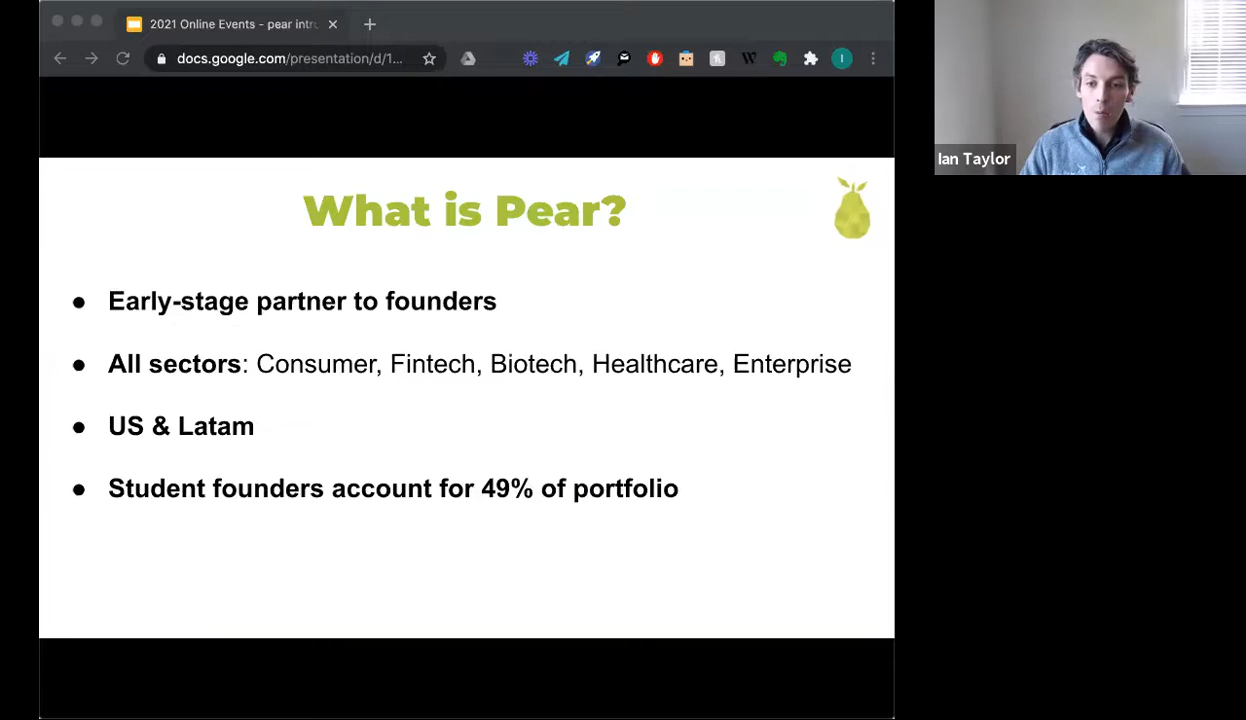 2021 Online Events - pear intr
docs.google.com/presentation/d/1...
I
Ian Taylor
What is Pear?
● Early-stage partner to founders
● All sectors: Consumer, Fintech, Biotech, Healthcare, Enterprise
● US & Latam
● Student founders account for 49% of portfolio